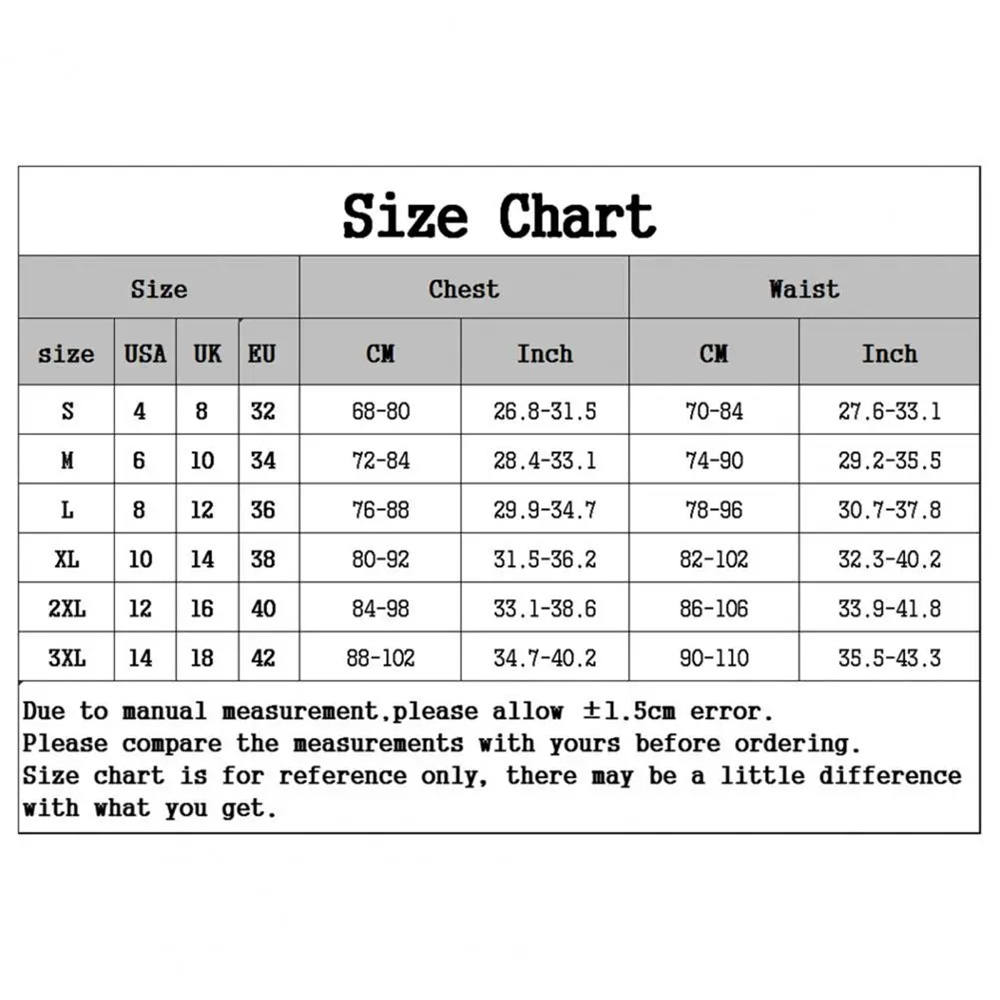 Size Chart
Size Chest Waist
size USA UK EU CM Inch CM Inch
S 4 8 32 68-80 26.8-31.5 70-84 27.6-33.1
M 6 10 34 72-84 28.4-33.1 74-90 29.2-35.5
L 8 12 36 76-88 29.9-34.7 78-96 30.7-37.8
XL 10 14 38 80-92 31.5-36.2 82-102 32.3-40.2
2XL 12 16 40 84-98 33.1-38.6 86-106 33.9-41.8
3XL 14 18 42 88-102 34.7-40.2 90-110 35.5-43.3
Due to manual measurement,please allow ±1.5cm error.
Please compare the measurements with yours before ordering.
Size chart is for reference only, there may be a little difference
with what you get.